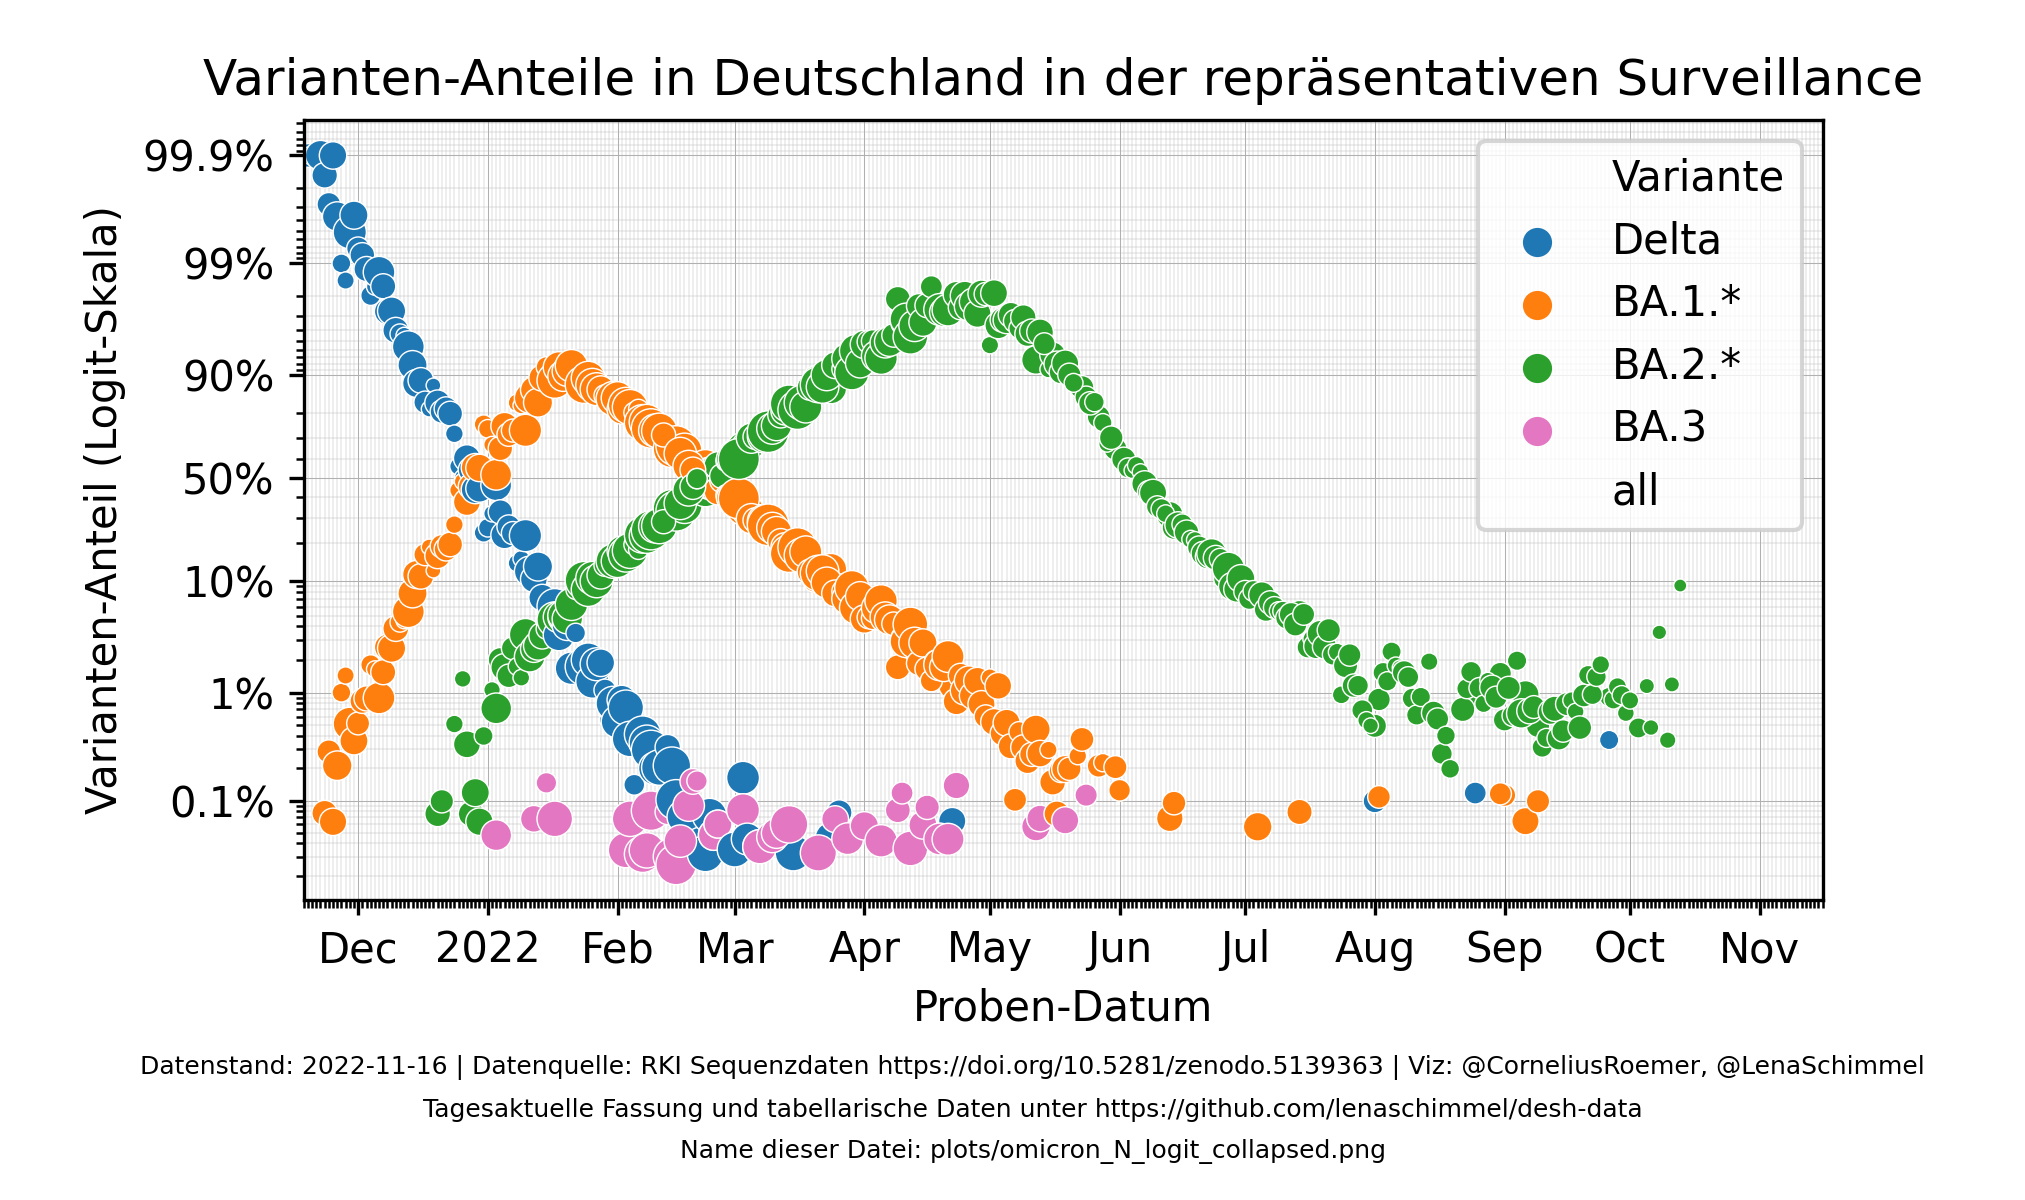 Varianten-Anteile in Deutschland in der repräsentativen Surveillance
Varianten-Anteil (Logit-Skala)
99.9%
99%
90%
50%
10%
1%
0.1%
Variante
Delta
BA.1.*
BA.2.*
BA.3
all
Dec 2022 Feb Mar Apr May Jun Jul Aug Sep Oct Nov
Proben-Datum
Datenstand: 2022-11-16 | Datenquelle: RKI Sequenzdaten https://doi.org/10.5281/zenodo.5139363 | Viz: @CorneliusRoemer, @LenaSchimmel
Tagesaktuelle Fassung und tabellarische Daten unter https://github.com/lenaschimmel/desh-data
Name dieser Datei: plots/omicron_N_logit_collapsed.png